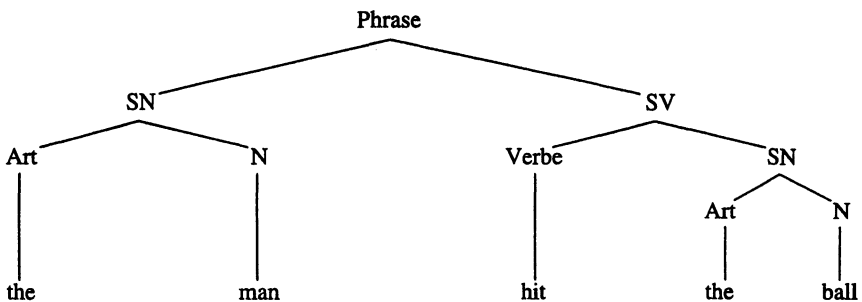 Phrase
SN SV
Art N Verbe SN
Art N
the man hit the ball